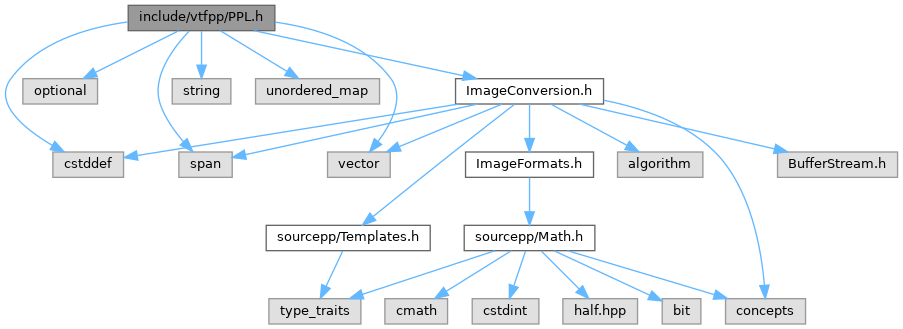 include/vtfpp/PPL.h
optional
string
unordered_map
ImageConversion.h
cstddef
span
vector
ImageFormats.h
algorithm
BufferStream.h
sourcepp/Templates.h
sourcepp/Math.h
type_traits
cmath
cstdint
half.hpp
bit
concepts